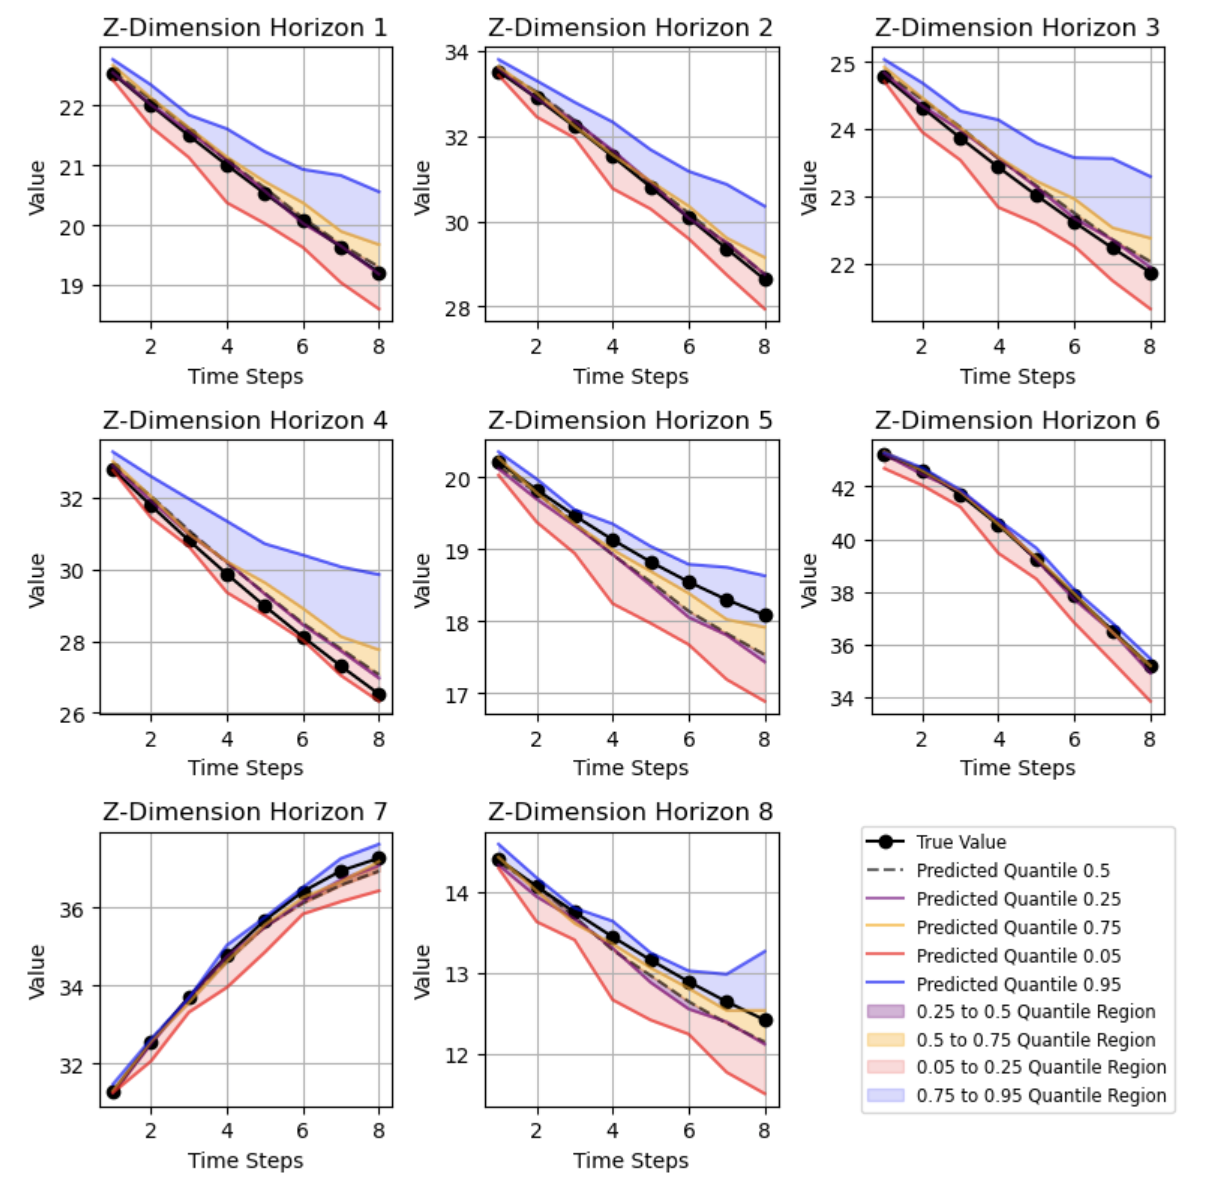 Z-Dimension Horizon 1
Value
22
21
20
19
2 4 6 8
Time Steps
Z-Dimension Horizon 2
Value
34
32
30
28
2 4 6 8
Time Steps
Z-Dimension Horizon 3
Value
25
24
23
22
2 4 6 8
Time Steps
Z-Dimension Horizon 4
Value
32
30
28
26
2 4 6 8
Time Steps
Z-Dimension Horizon 5
Value
20
19
18
17
2 4 6 8
Time Steps
Z-Dimension Horizon 6
Value
42
40
38
36
34
2 4 6 8
Time Steps
Z-Dimension Horizon 7
Value
36
34
32
2 4 6 8
Time Steps
Z-Dimension Horizon 8
Value
14
13
12
2 4 6 8
Time Steps
True Value
Predicted Quantile 0.5
Predicted Quantile 0.25
Predicted Quantile 0.75
Predicted Quantile 0.05
Predicted Quantile 0.95
0.25 to 0.5 Quantile Region
0.5 to 0.75 Quantile Region
0.05 to 0.25 Quantile Region
0.75 to 0.95 Quantile Region